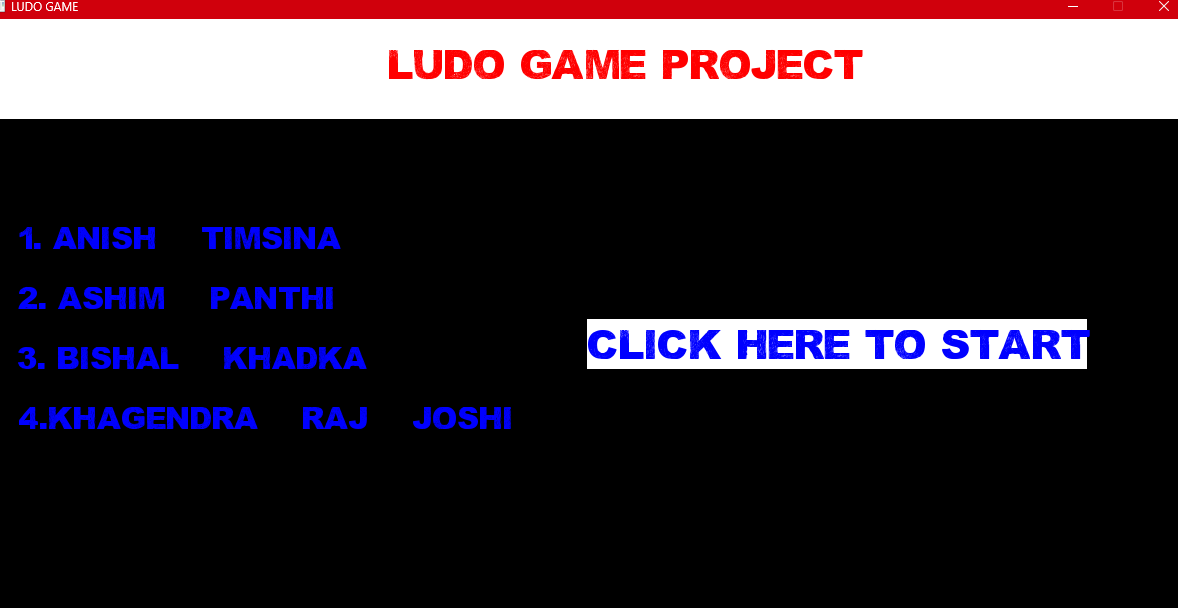 LUDO GAME
LUDO GAME PROJECT
1. ANISH TIMSINA
2. ASHIM PANTHI
3. BISHAL KHADKA
4.KHAGENDRA RAJ JOSHI
CLICK HERE TO START